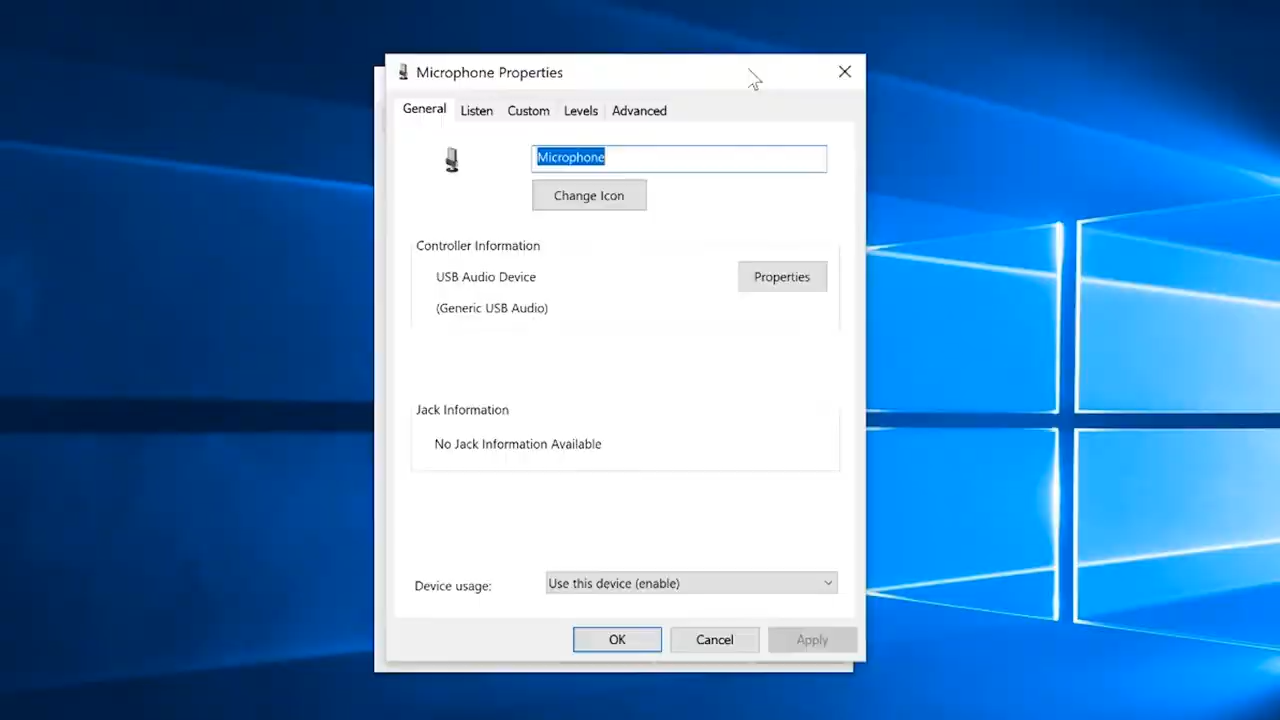 Microphone Properties
General Listen Custom Levels Advanced
Microphone
Change Icon
Controller Information
USB Audio Device Properties
(Generic USB Audio)
Jack Information
No Jack Information Available
Device usage: Use this device (enable)
OK Cancel Apply